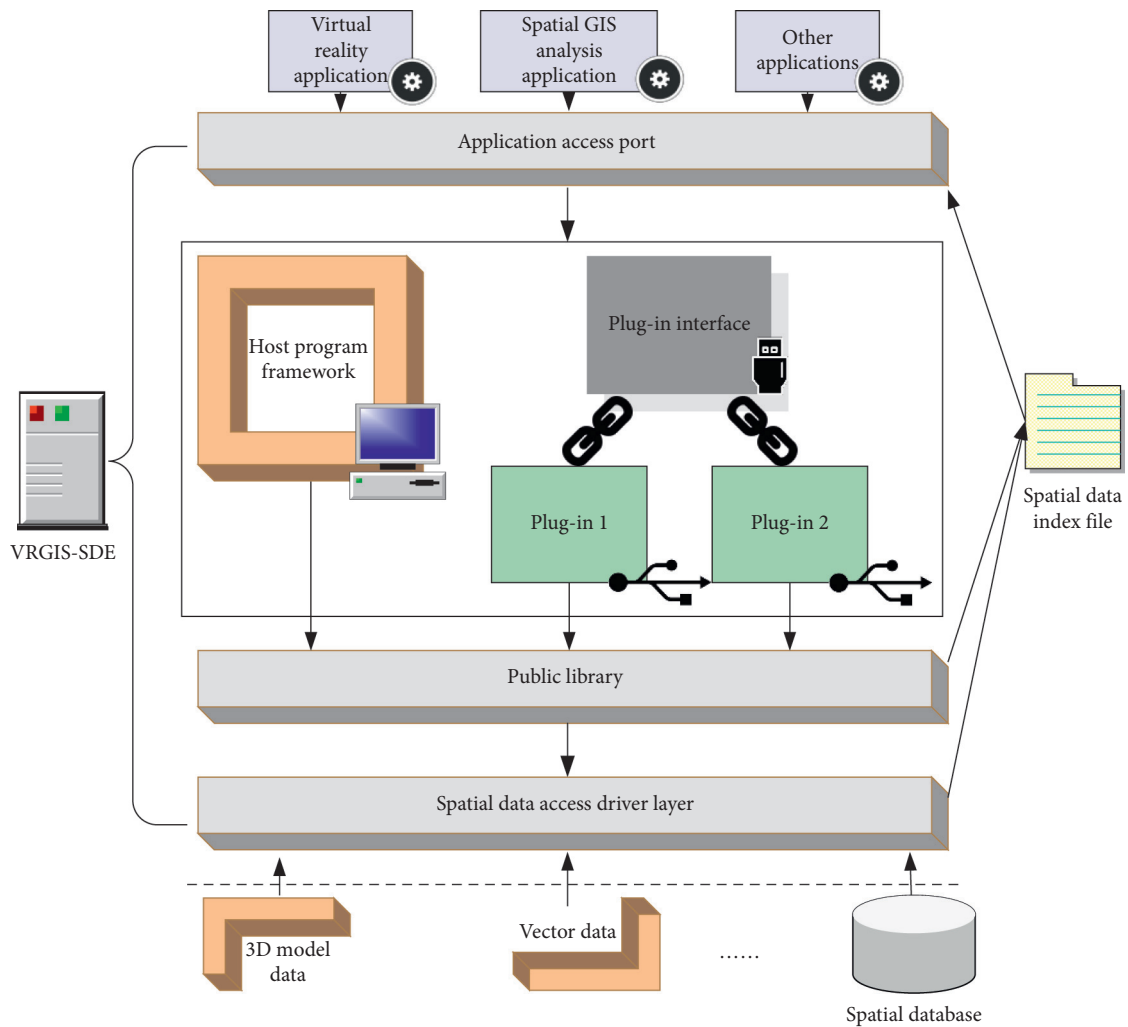 Virtual
reality
application
Spatial GIS
analysis
application
Other
applications
Application access port
Host program
framework
Plug-in interface
Plug-in 1
Plug-in 2
VRGIS-SDE
Spatial data
index file
Public library
Spatial data access driver layer
3D model
data
Vector data
......
Spatial database